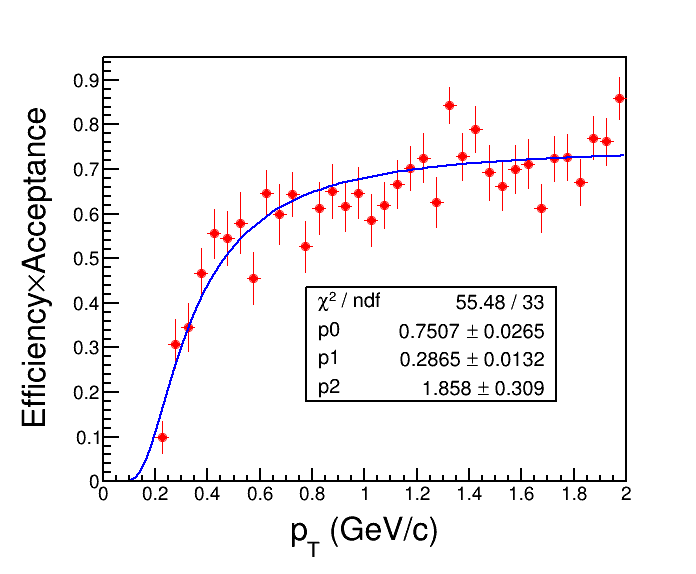 Efficiency×Acceptance
0.9
0.8
0.7
0.6
0.5
0.4
0.3
0.2
0.1
0
χ² / ndf 55.48 / 33
p0 0.7507 ± 0.0265
p1 0.2865 ± 0.0132
p2 1.858 ± 0.309
0 0.2 0.4 0.6 0.8 1 1.2 1.4 1.6 1.8 2
p_T (GeV/c)